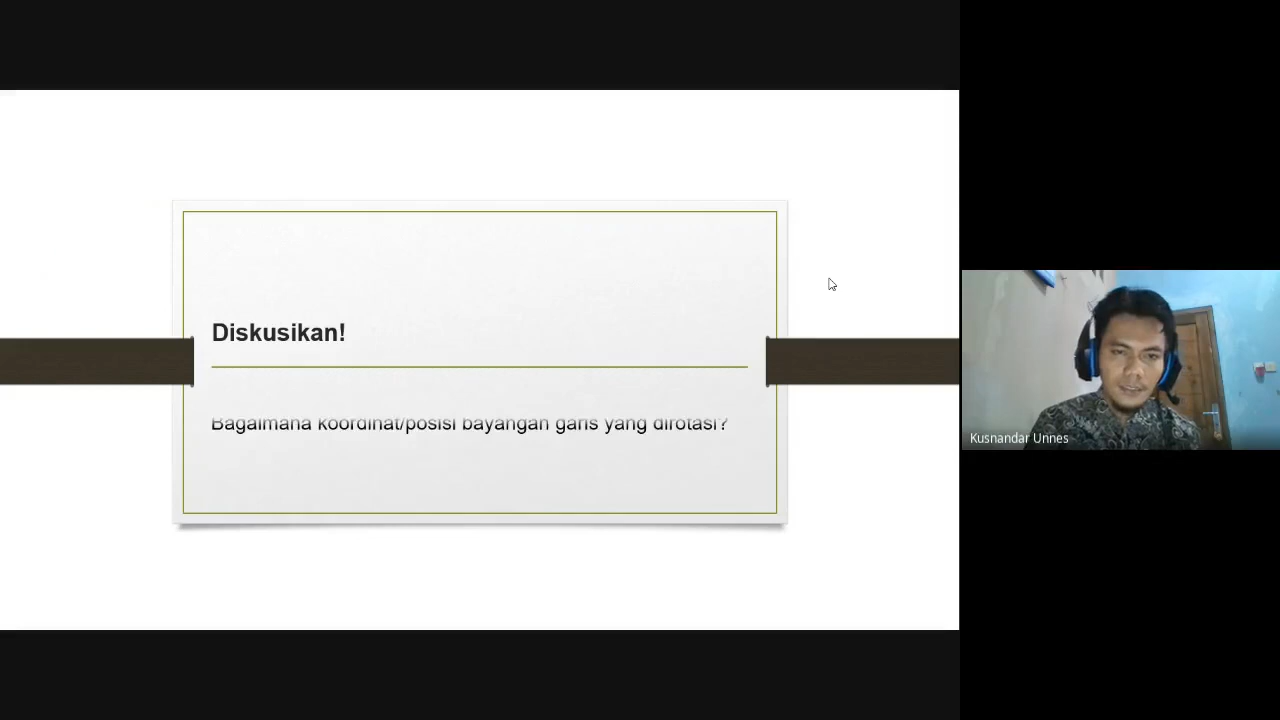 Diskusikan!
Bagaimana koordinat/posisi bayangan garis yang dirotasi?
Kusnandar Unnes